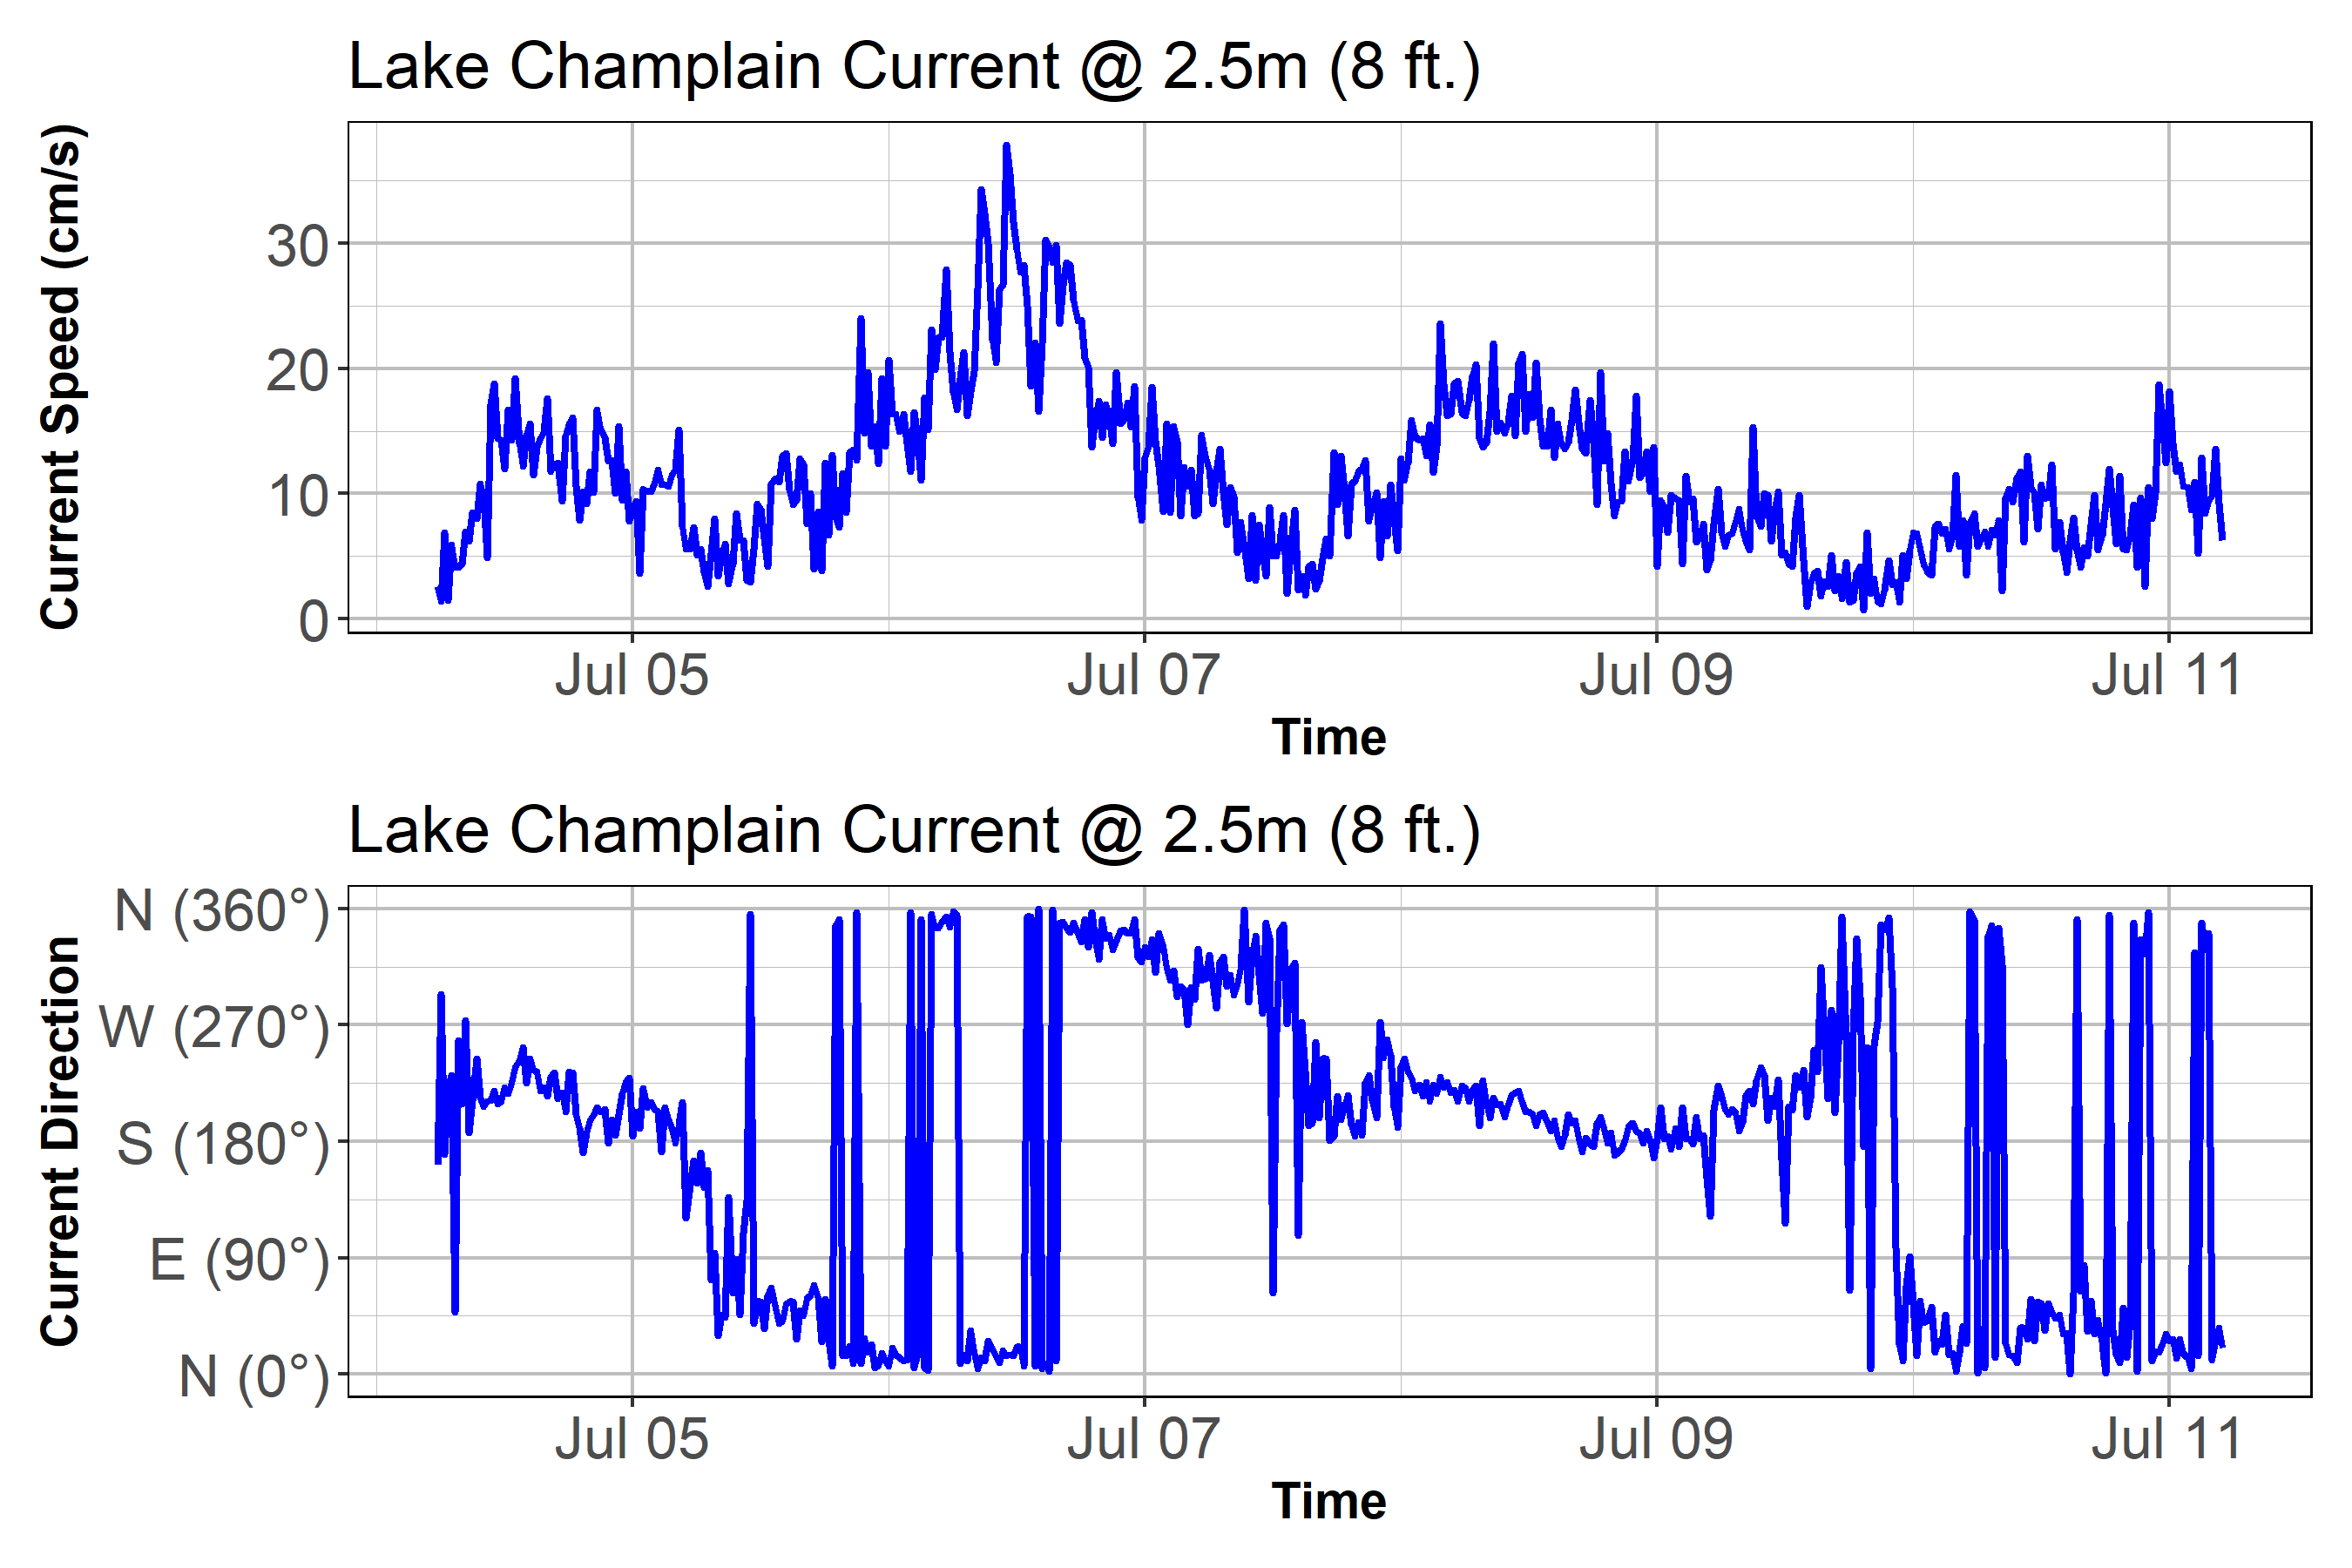 Lake Champlain Current @ 2.5m (8 ft.)
Current Speed (cm/s)
30
20
10
0
Jul 05 Jul 07 Jul 09 Jul 11
Time
Lake Champlain Current @ 2.5m (8 ft.)
Current Direction
N (360°)
W (270°)
S (180°)
E (90°)
N (0°)
Jul 05 Jul 07 Jul 09 Jul 11
Time